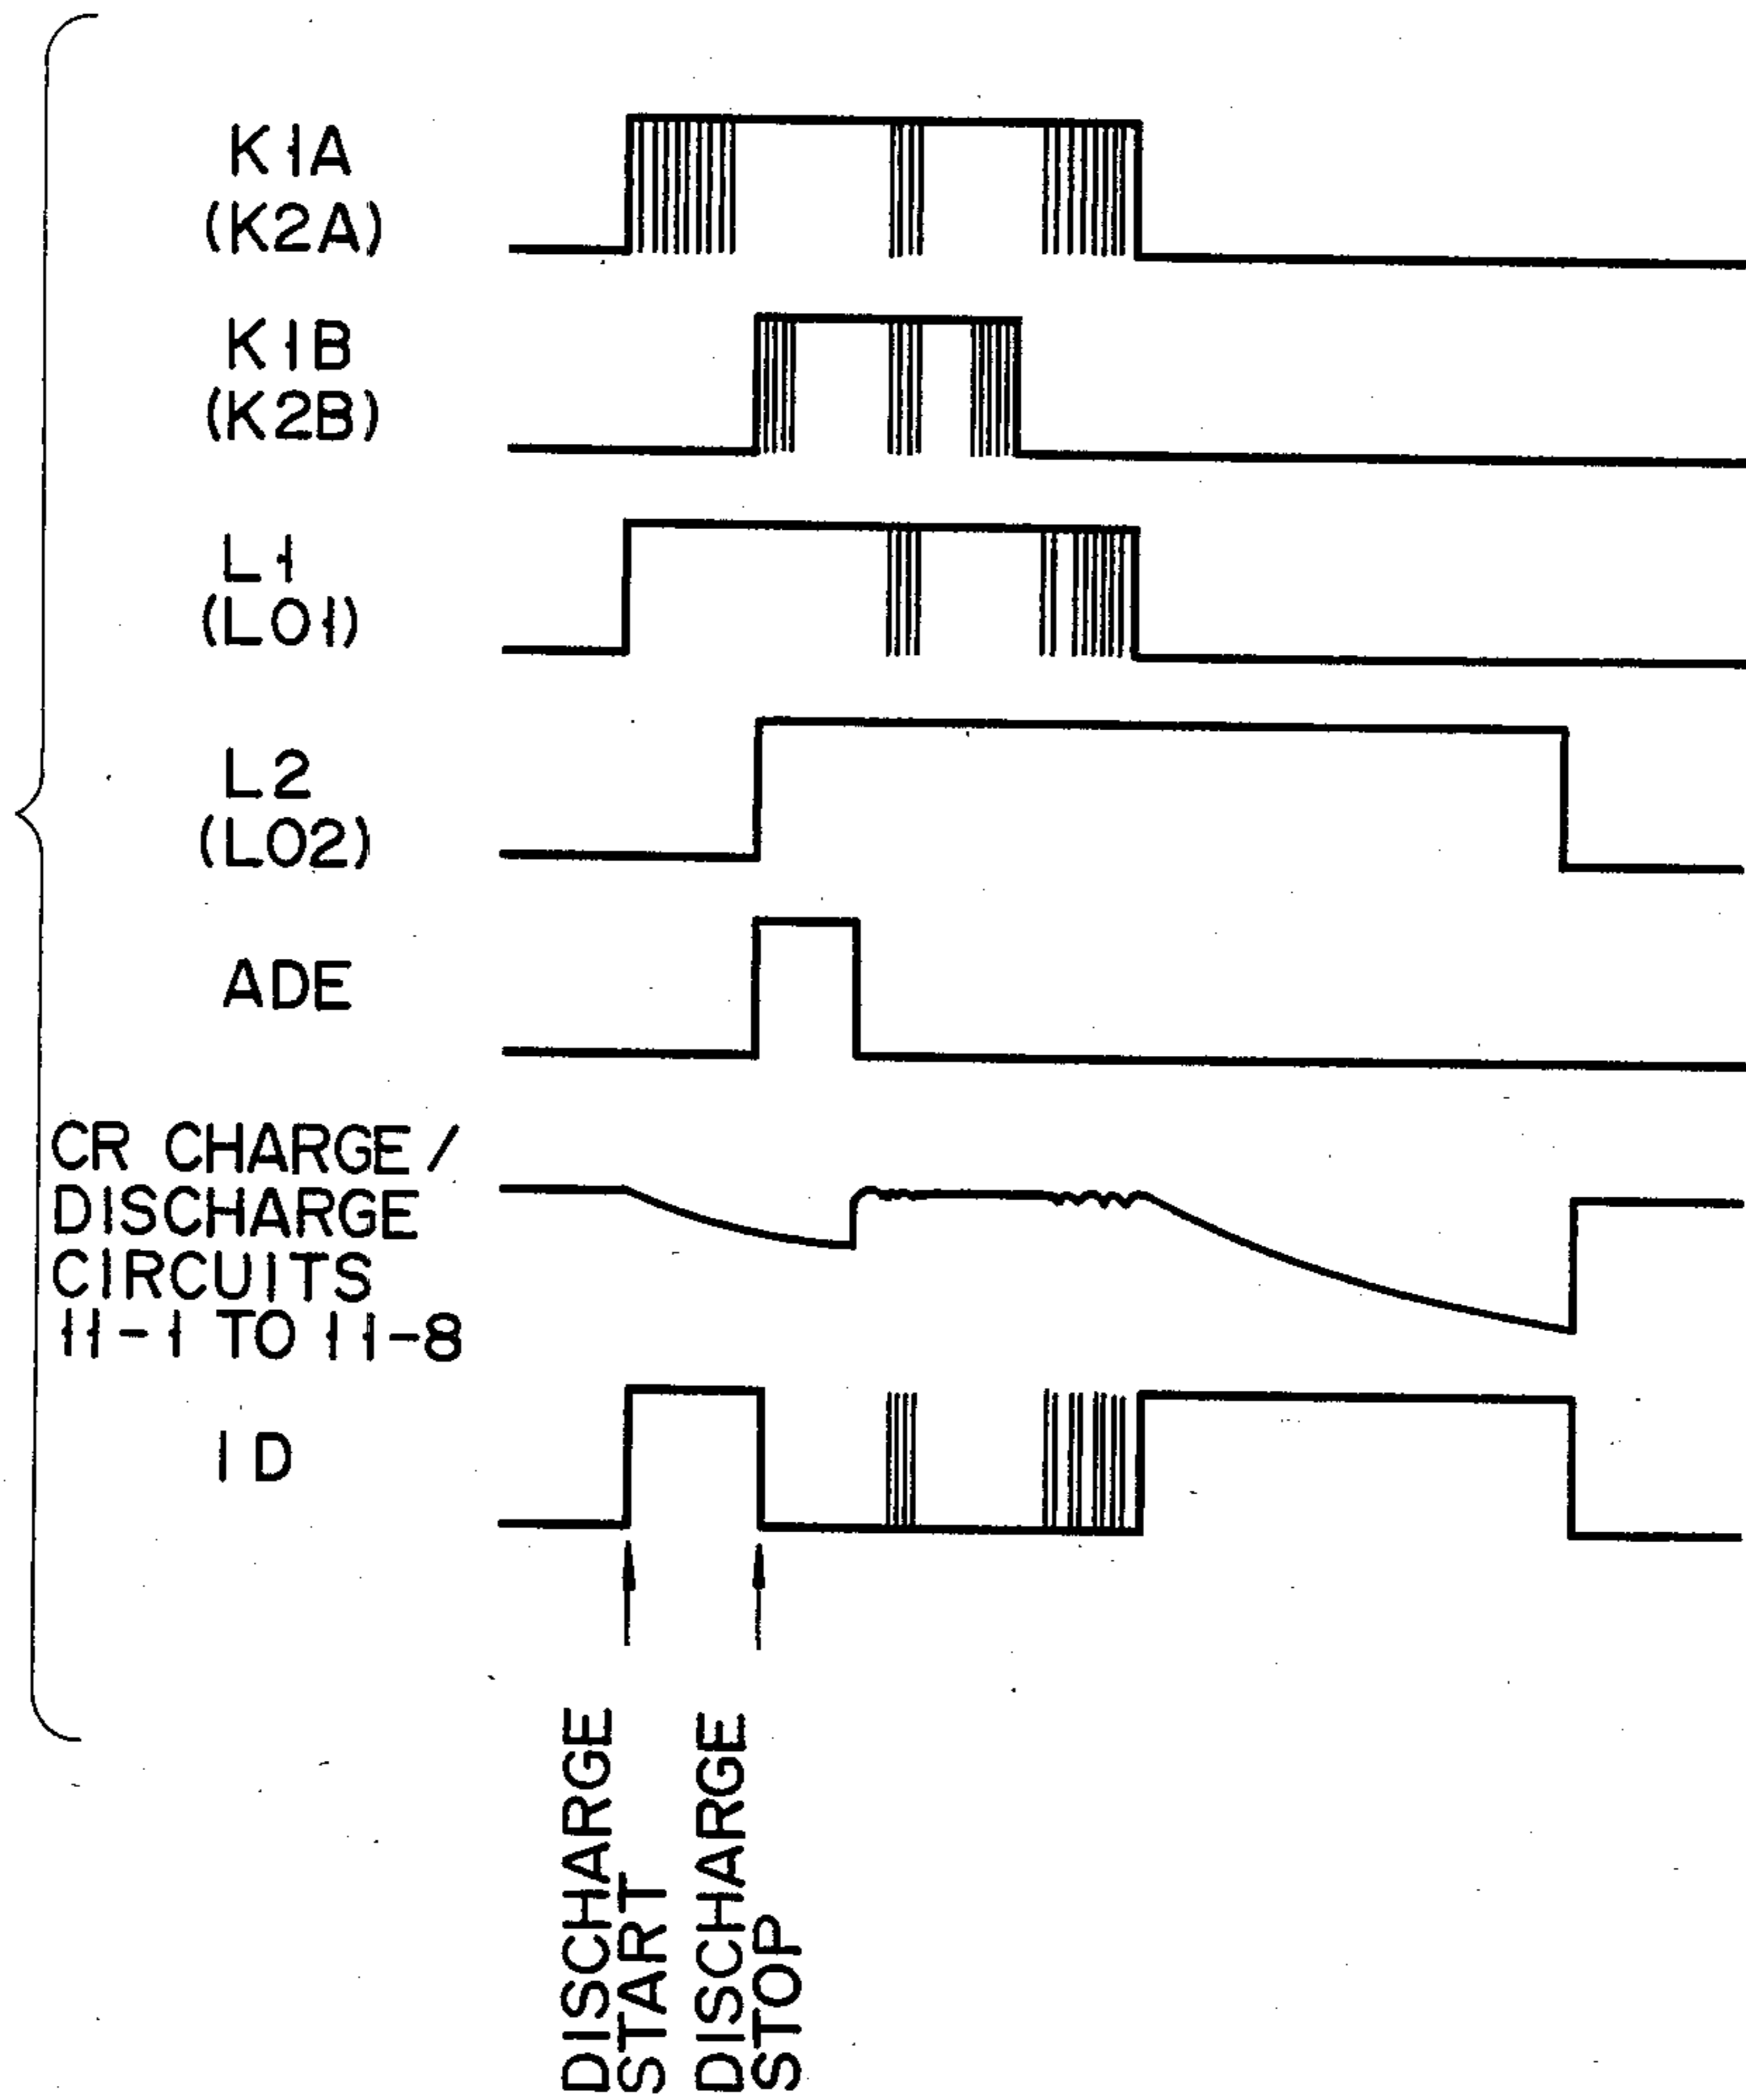 K1A
(K2A)
K1B
(K2B)
L1
(L01)
L2
(L02)
ADE
CR CHARGE/
DISCHARGE
CIRCUITS
11-1 TO 11-8
ID
DISCHARGE
START
DISCHARGE
STOP